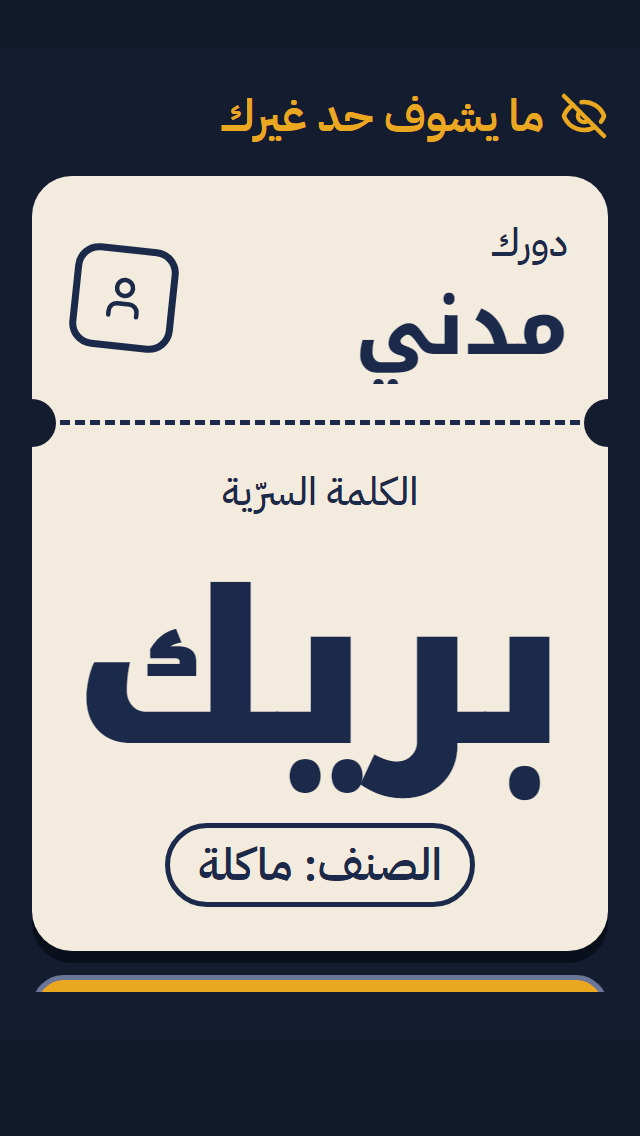 ما يشوف حد غيرك
دورك
مدني
الكلمة السرّية
بريك
الصنف: ماكلة